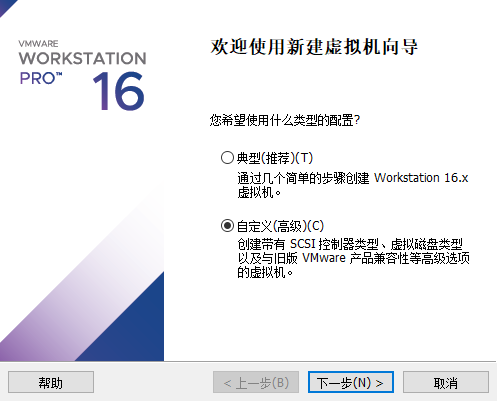 VMWARE
WORKSTATION
PRO™
16
欢迎使用新建虚拟机向导
您希望使用什么类型的配置?
典型(推荐)(T)
通过几个简单的步骤创建 Workstation 16.x
虚拟机。
自定义(高级)(C)
创建带有 SCSI 控制器类型、虚拟磁盘类型
以及与旧版 VMware 产品兼容性等高级选项
的虚拟机。
帮助
< 上一步(B)
下一步(N) >
取消